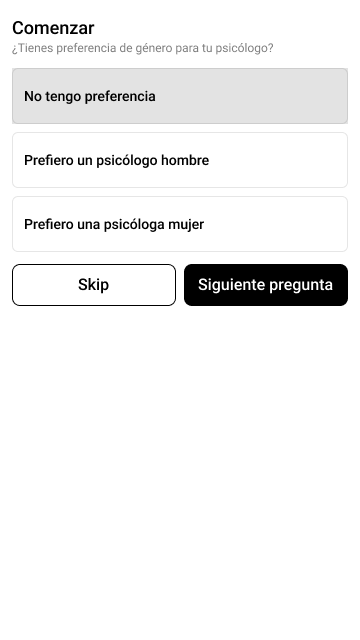 Comenzar
¿Tienes preferencia de género para tu psicólogo?
No tengo preferencia
Prefiero un psicólogo hombre
Prefiero una psicóloga mujer
Skip
Siguiente pregunta